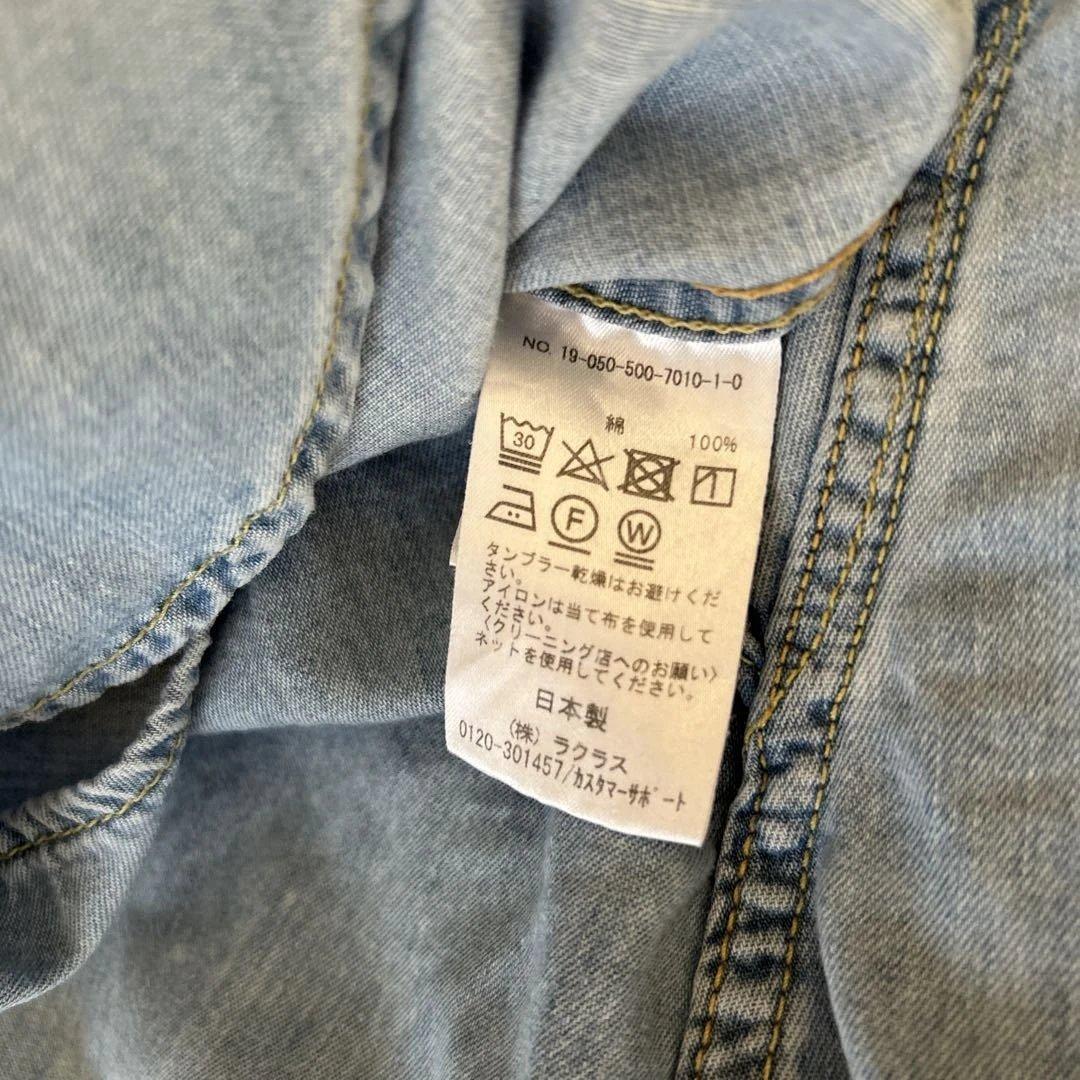 NO. 19-050-500-7010-1-0
綿 100%
30
F W
タンブラー乾燥はお避けくだ
さい。
アイロンは当て布を使用して
ください。
〈クリーニング店へのお願い〉
ネットを使用してください。
日本製
(株) ラクラス
0120-301457/ｶｽﾀﾏｰｻﾎﾟｰﾄ